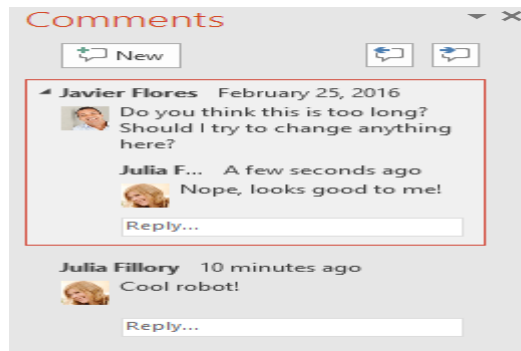 Comments
New
Javier Flores February 25, 2016
Do you think this is too long?
Should I try to change anything
here?
Julia F... A few seconds ago
Nope, looks good to me!
Reply...
Julia Fillory 10 minutes ago
Cool robot!
Reply...